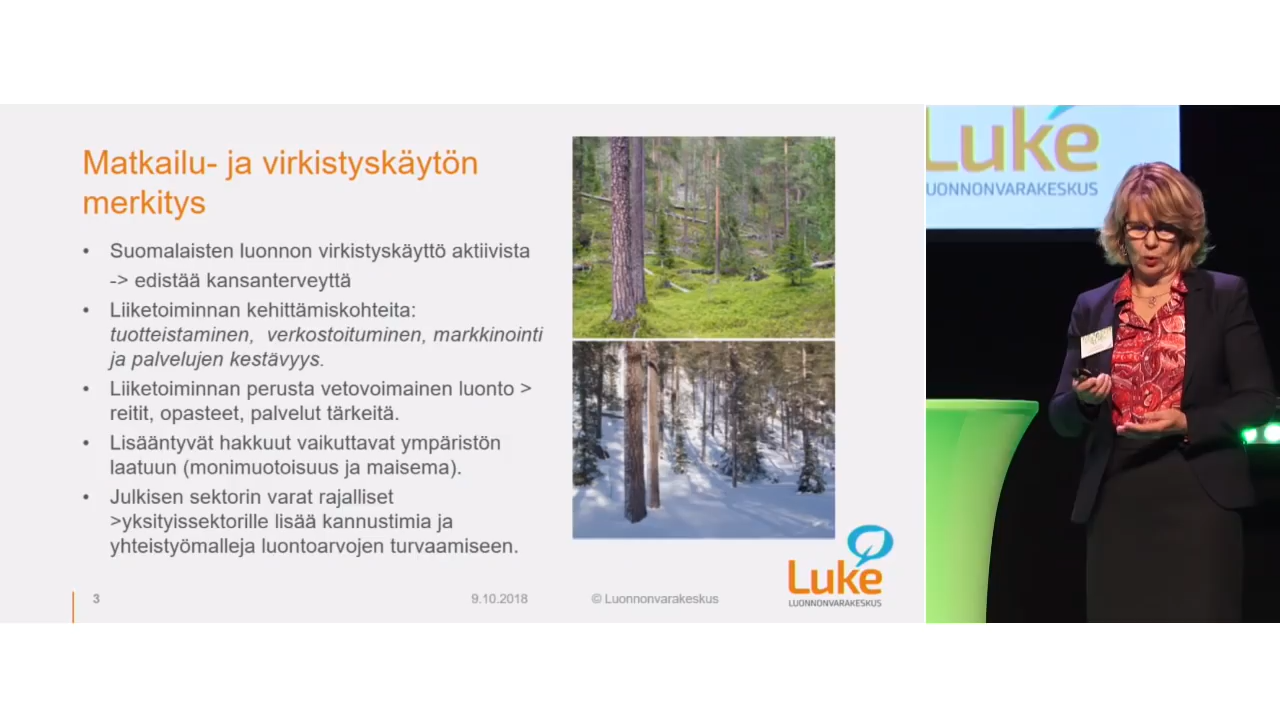 Matkailu- ja virkistyskäytön
merkitys
• Suomalaisten luonnon virkistyskäyttö aktiivista
-> edistää kansanterveyttä
• Liiketoiminnan kehittämiskohteita:
tuotteistaminen, verkostoituminen, markkinointi
ja palvelujen kestävyys.
• Liiketoiminnan perusta vetovoimainen luonto >
reitit, opasteet, palvelut tärkeitä.
• Lisääntyvät hakkuut vaikuttavat ympäristön
laatuun (monimuotoisuus ja maisema).
• Julkisen sektorin varat rajalliset
>yksityissektorille lisää kannustimia ja
yhteistyömalleja luontoarvojen turvaamiseen.
3
9.10.2018
© Luonnonvarakeskus
Luke
LUONNONVARAKESKUS
Luke
UONNONVARAKESKUS